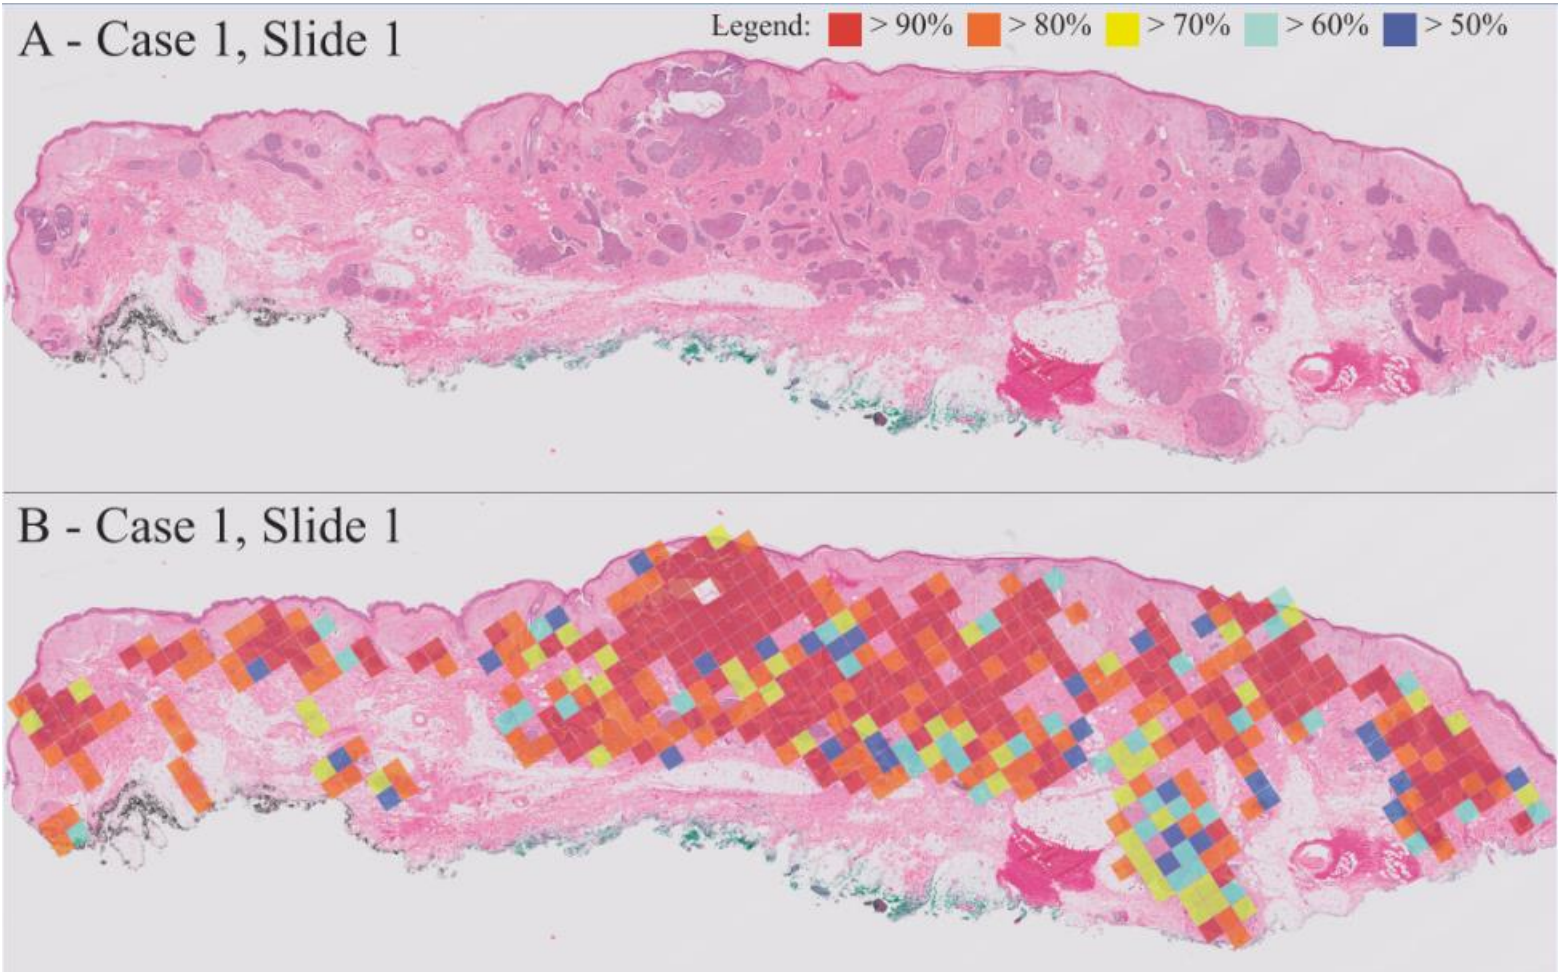 A - Case 1, Slide 1
Legend: > 90% > 80% > 70% > 60% > 50%
B - Case 1, Slide 1